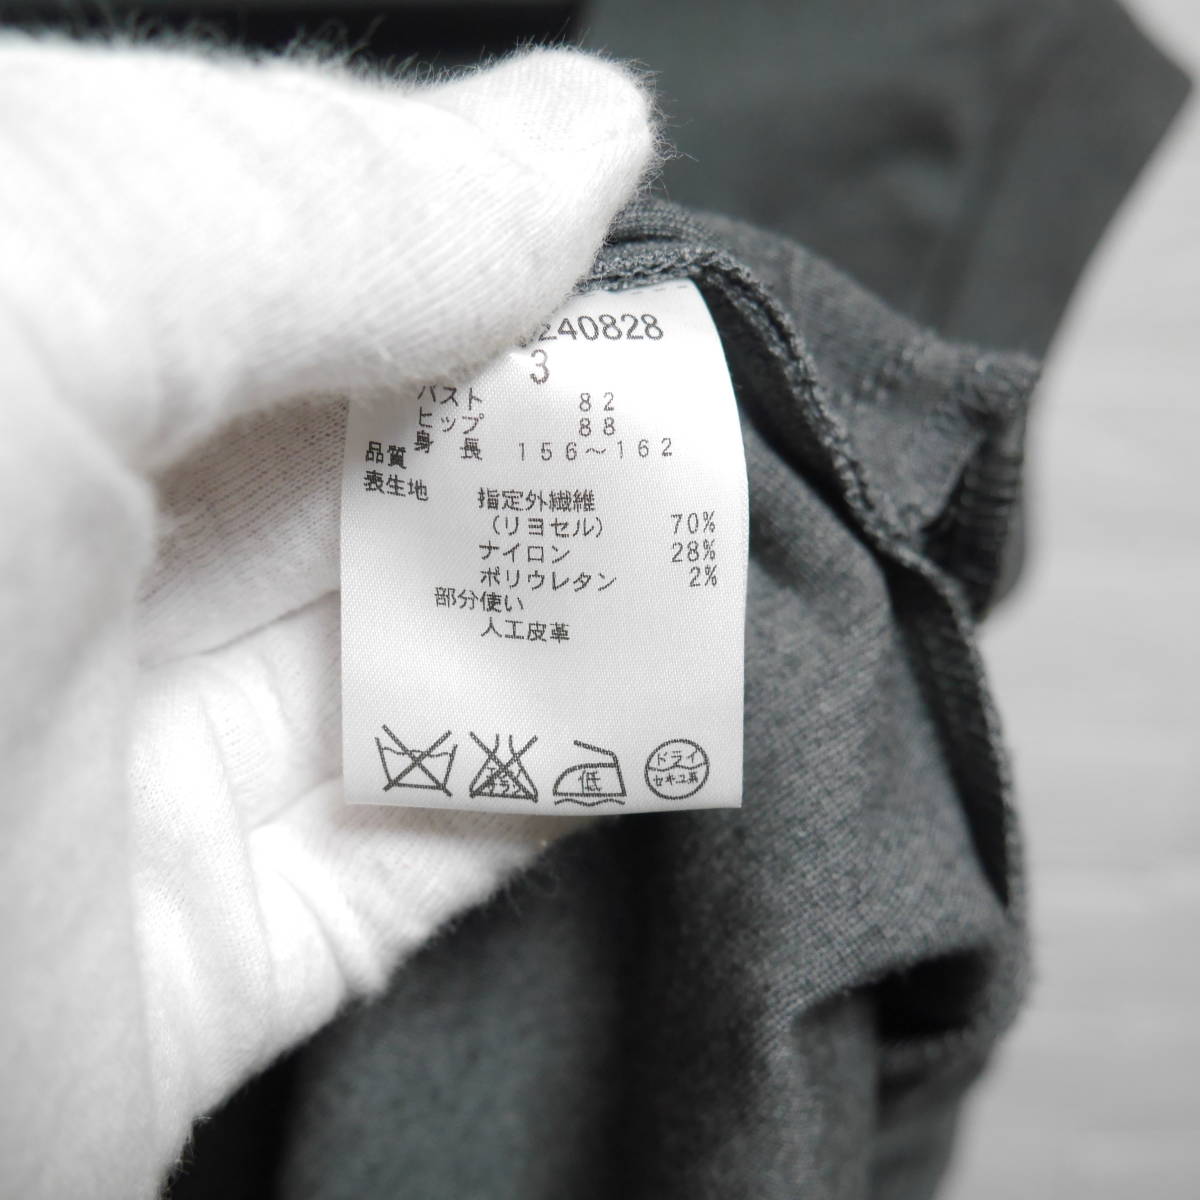 240828
3
バスト 82
ヒップ 88
身長 156～162
品質
表生地
指定外繊維
（リヨセル） 70%
ナイロン 28%
ポリウレタン 2%
部分使い
人工皮革
低
ドライ
セキユ系